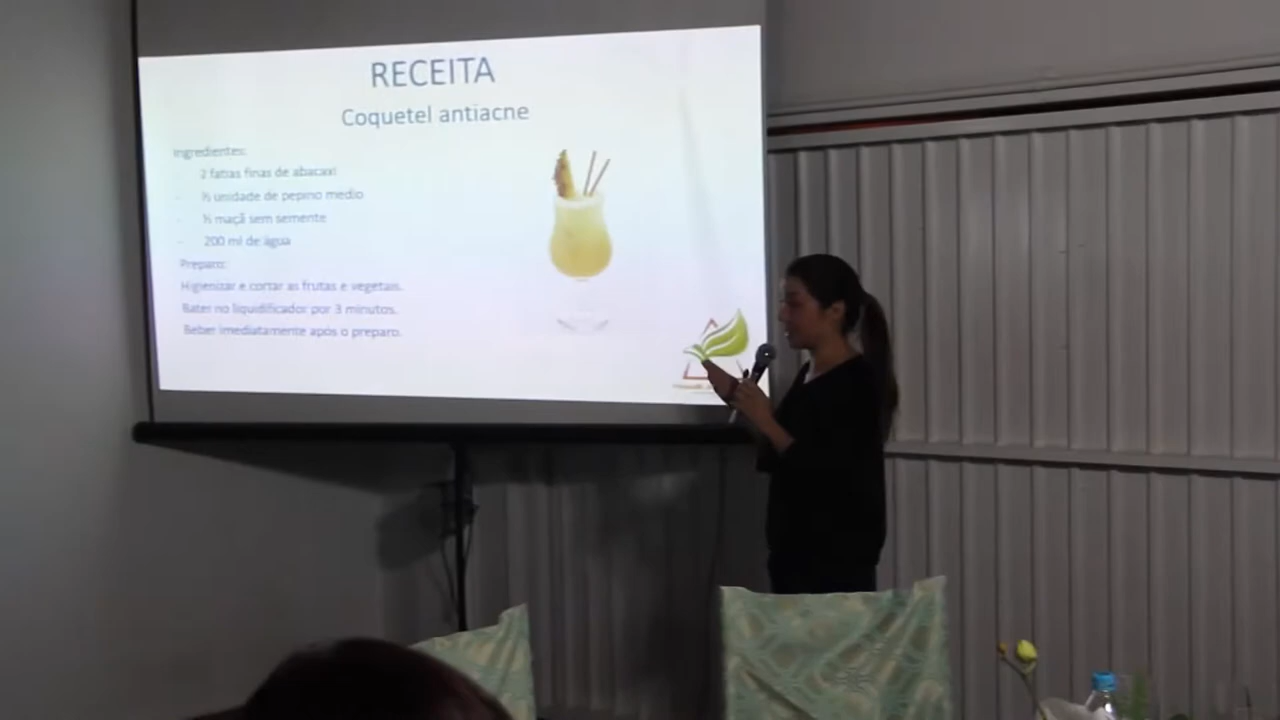 RECEITA
Coquetel antiacne
Ingredientes:
- 2 fatias finas de abacaxi
- ½ unidade de pepino medio
- ½ maçã sem semente
- 200 ml de água
Preparo:
Higienizar e cortar as frutas e vegetais.
Bater no liquidificador por 3 minutos.
Beber imediatamente após o preparo.